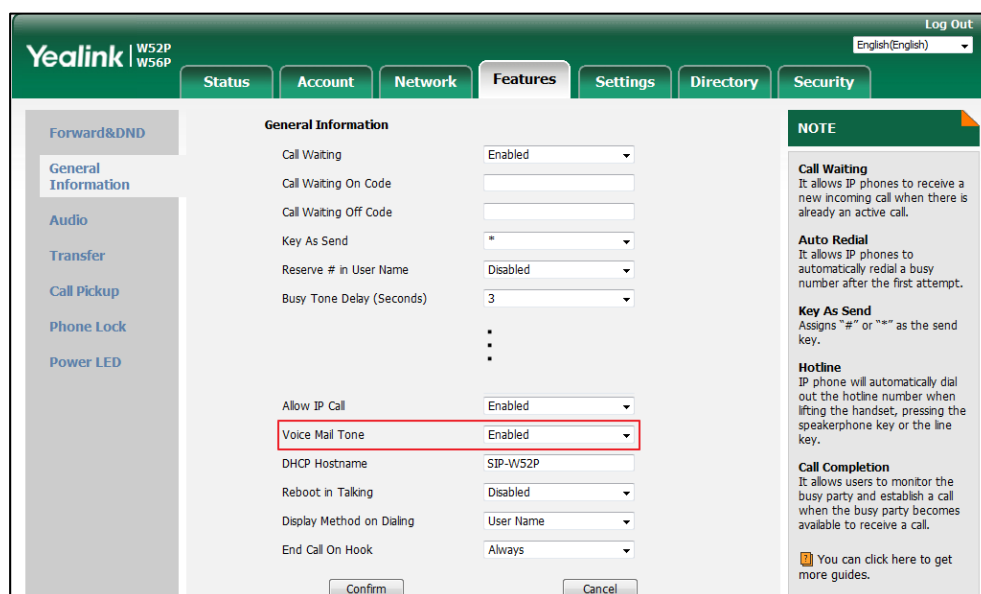 Log Out
Yealink W52P W56P
English(English)
Status Account Network Features Settings Directory Security
Forward&DND
General
Information
Audio
Transfer
Call Pickup
Phone Lock
Power LED
General Information
Call Waiting Enabled
Call Waiting On Code
Call Waiting Off Code
Key As Send *
Reserve # in User Name Disabled
Busy Tone Delay (Seconds) 3
Allow IP Call Enabled
Voice Mail Tone Enabled
DHCP Hostname SIP-W52P
Reboot in Talking Disabled
Display Method on Dialing User Name
End Call On Hook Always
Confirm Cancel
NOTE
Call Waiting
It allows IP phones to receive a
new incoming call when there is
already an active call.
Auto Redial
It allows IP phones to
automatically redial a busy
number after the first attempt.
Key As Send
Assigns "#" or "*" as the send
key.
Hotline
IP phone will automatically dial
out the hotline number when
lifting the handset, pressing the
speakerphone key or the line
key.
Call Completion
It allows users to monitor the
busy party and establish a call
when the busy party becomes
available to receive a call.
You can click here to get
more guides.